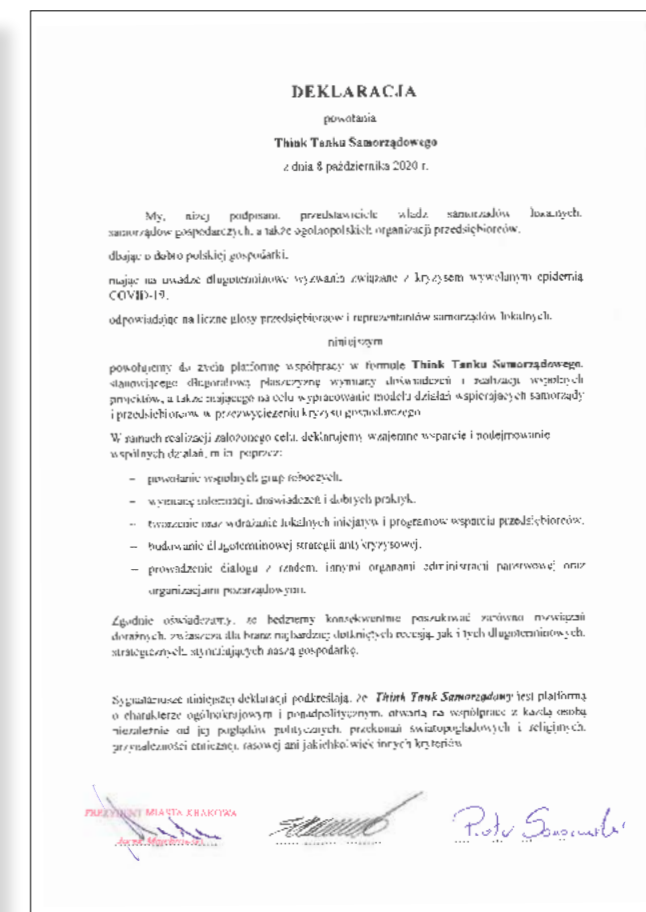 DEKLARACJA
powołania
Think Tanku Samorządowego
z dnia 8 października 2020 r.
My, niżej podpisani, przedstawiciele władz samorządów lokalnych,
samorządów gospodarczych, a także ogólnopolskich organizacji przedsiębiorców,
dbając o dobro polskiej gospodarki,
mając na uwadze długoterminowe wyzwania związane z kryzysem wywołanym epidemią
COVID-19,
odpowiadając na liczne głosy przedsiębiorców i reprezentantów samorządów lokalnych,
niniejszym
powołujemy do życia platformę współpracy w formule Think Tanku Samorządowego,
stanowiącego długofalową płaszczyznę wymiany doświadczeń i realizacji wspólnych
projektów, a także mającego na celu wypracowanie modelu działań wspierających samorządy
i przedsiębiorców w przezwyciężeniu kryzysu gospodarczego
W ramach realizacji założonego celu, deklarujemy wzajemne wsparcie i podejmowanie
wspólnych działań, m.in. poprzez:
– powołanie wspólnych grup roboczych,
– wymianę informacji, doświadczeń i dobrych praktyk,
– tworzenie oraz wdrażanie lokalnych inicjatyw i programów wsparcia przedsiębiorców,
– budowanie długoterminowej strategii antykryzysowej,
– prowadzenie dialogu z rządem, innymi organami administracji państwowej oraz
organizacjami pozarządowymi.
Zgodnie oświadczamy, że będziemy konsekwentnie poszukiwać zarówno rozwiązań
doraźnych, zwłaszcza dla branż najbardziej dotkniętych recesją, jak i tych długoterminowych,
strategicznych, stymulujących naszą gospodarkę.
Sygnatariusze niniejszej deklaracji podkreślają, że Think Tank Samorządowy jest platformą
o charakterze ogólnokrajowym i ponadpolitycznym, otwartą na współpracę z każdą osobą
niezależnie od jej poglądów politycznych, przekonań światopoglądowych i religijnych,
przynależności etnicznej, rasowej ani jakichkolwiek innych kryteriów
PREZYDENT MIASTA KRAKOWA
Piotr